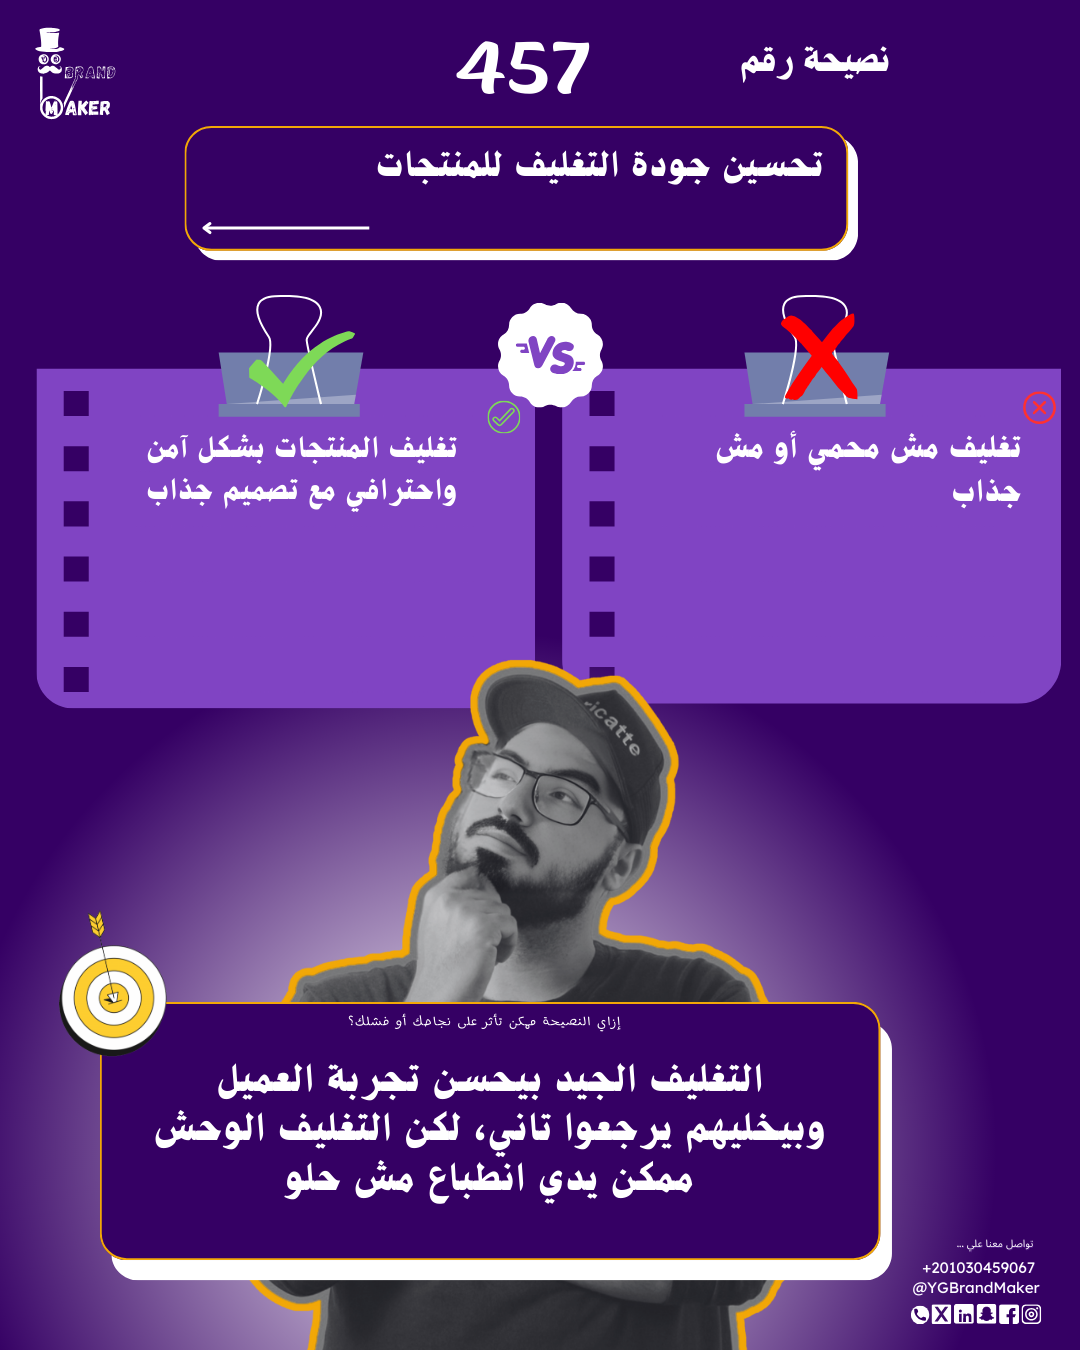 BRAND
MAKER
نصيحة رقم 457
تحسين جودة التغليف للمنتجات
VS
تغليف مش محمي أو مش
جذاب
تغليف المنتجات بشكل آمن
واحترافي مع تصميم جذاب
icatte
إزاي النصيحة مىكن تأثر على نجاحك أو فشلك؟
التغليف الجيد بيحسن تجربة العميل
وبيخليهم يرجعوا تاني، لكن التغليف الوحش
ممكن يدي انطباع مش حلو
تواصل معنا علي ...
+201030459067
@YGBrandMaker